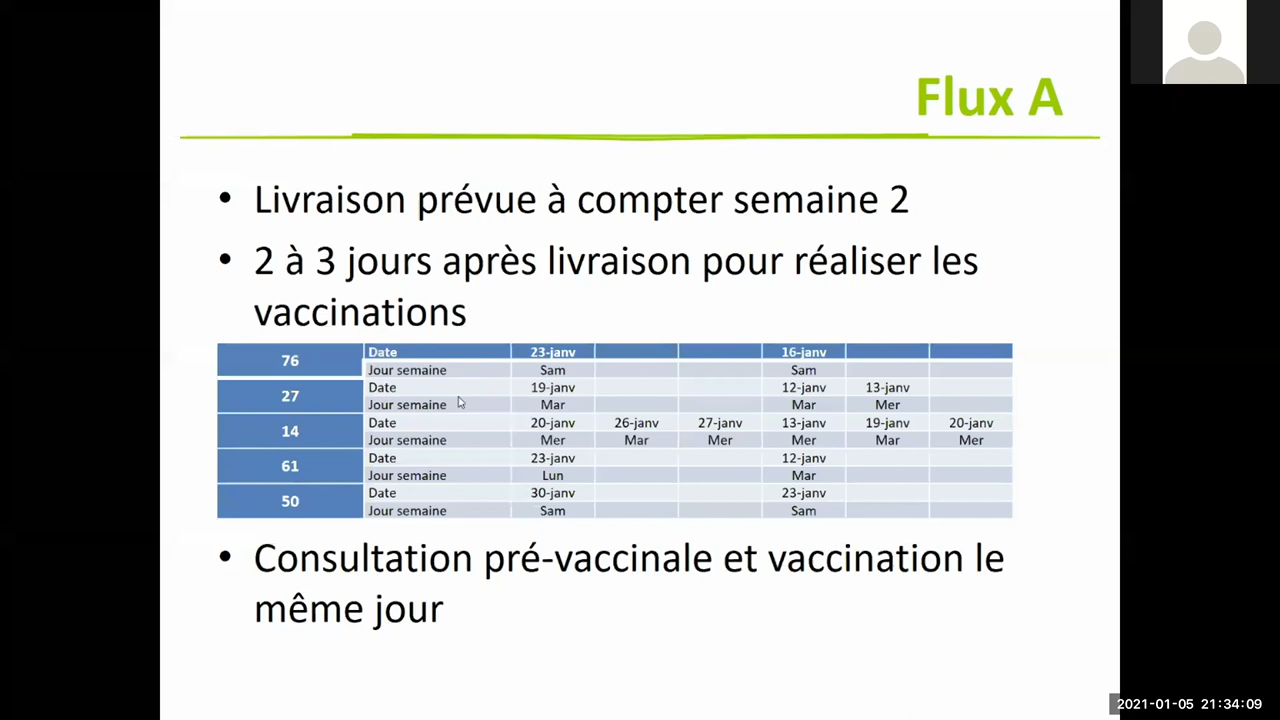 Flux A
• Livraison prévue à compter semaine 2
• 2 à 3 jours après livraison pour réaliser les
vaccinations
76 Date 23-janv 16-janv
Jour semaine Sam Sam
27 Date 19-janv 12-janv 13-janv
Jour semaine Mar Mar Mer
14 Date 20-janv 26-janv 27-janv 13-janv 19-janv 20-janv
Jour semaine Mer Mar Mer Mer Mar Mer
61 Date 23-janv 12-janv
Jour semaine Lun Mar
50 Date 30-janv 23-janv
Jour semaine Sam Sam
• Consultation pré-vaccinale et vaccination le
même jour
2021-01-05 21:34:09